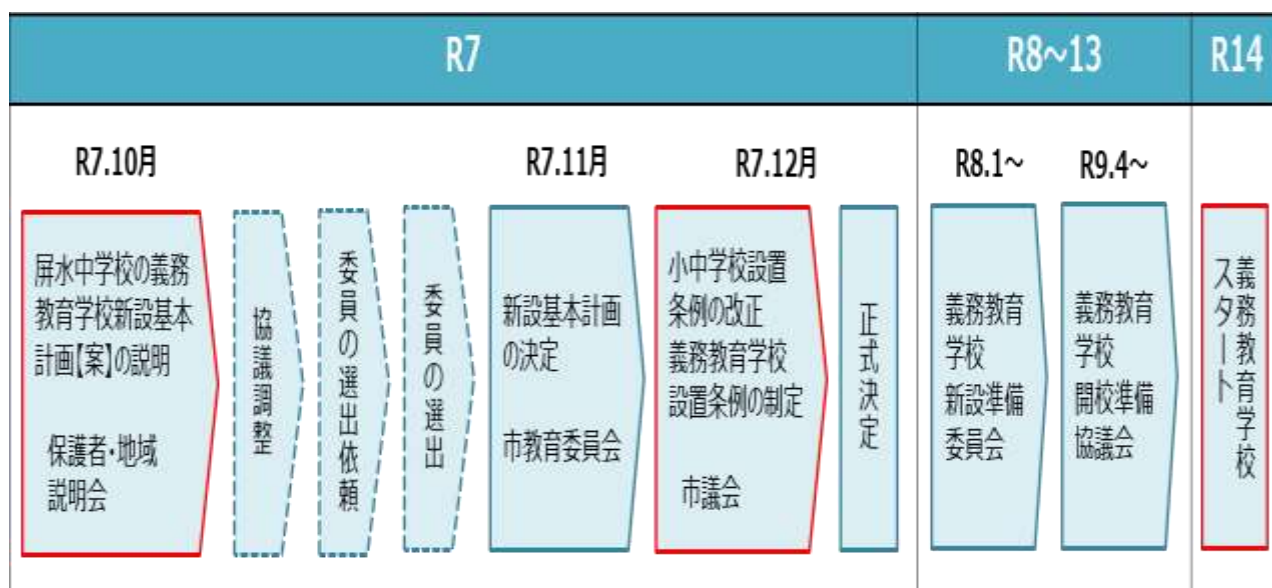 R7
R8~13
R14
R7.10月
R7.11月
R7.12月
R8.1~
R9.4~
屏水中学校の義務
教育学校新設基本
計画【案】の説明
保護者・地域
説明会
協議調整
委員の選出依頼
委員の選出
新設基本計画
の決定
市教育委員会
小中学校設置
条例の改正
義務教育学校
設置条例の制定
市議会
正式決定
義務教育
学校
新設準備
委員会
義務教育
学校
開校準備
協議会
義務教育学校
スタート